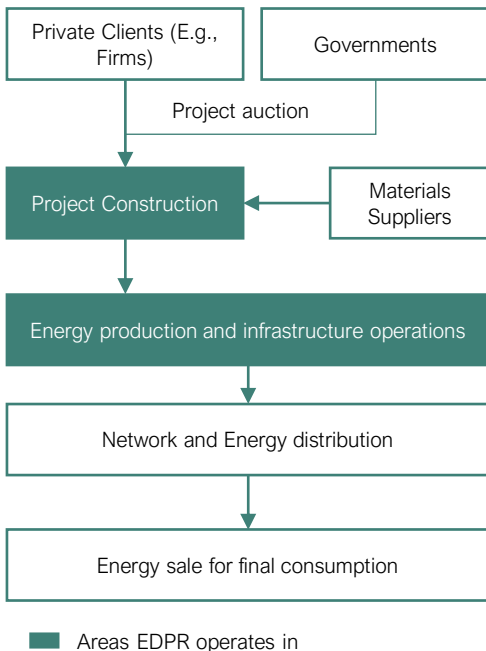 Private Clients (E.g.,
Firms)
Governments
Project auction
Project Construction
Materials
Suppliers
Energy production and infrastructure operations
Network and Energy distribution
Energy sale for final consumption
Areas EDPR operates in